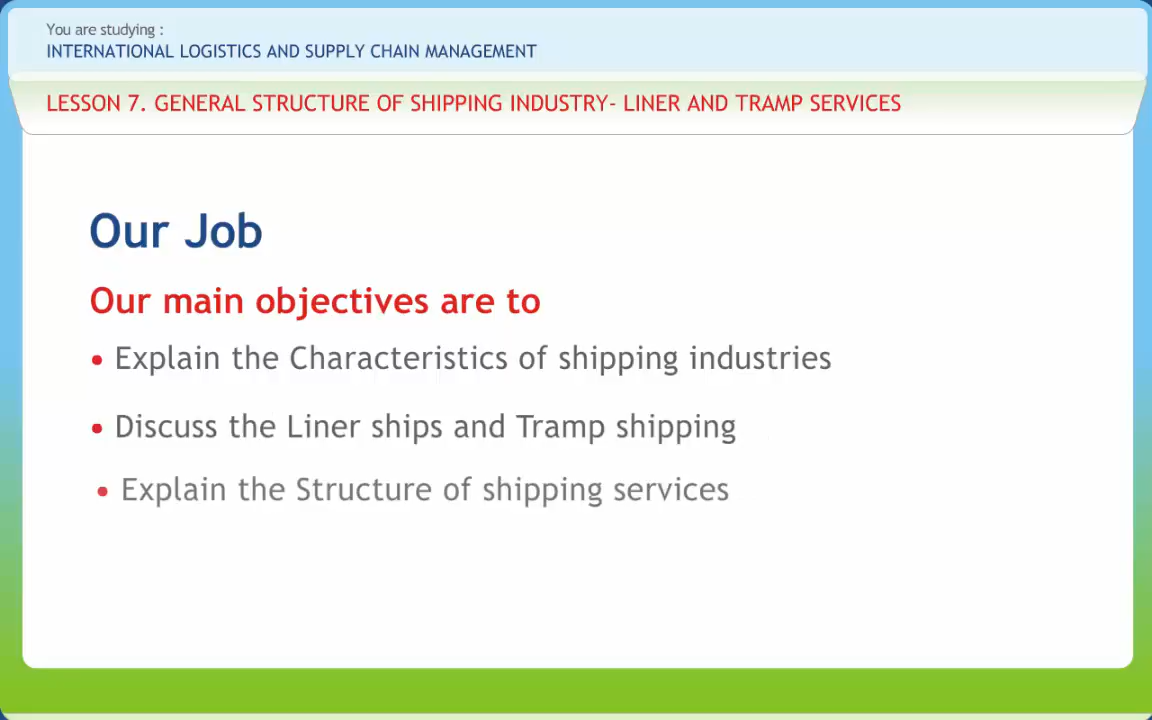 You are studying :
INTERNATIONAL LOGISTICS AND SUPPLY CHAIN MANAGEMENT
LESSON 7. GENERAL STRUCTURE OF SHIPPING INDUSTRY- LINER AND TRAMP SERVICES
Our Job
Our main objectives are to
• Explain the Characteristics of shipping industries
• Discuss the Liner ships and Tramp shipping
• Explain the Structure of shipping services